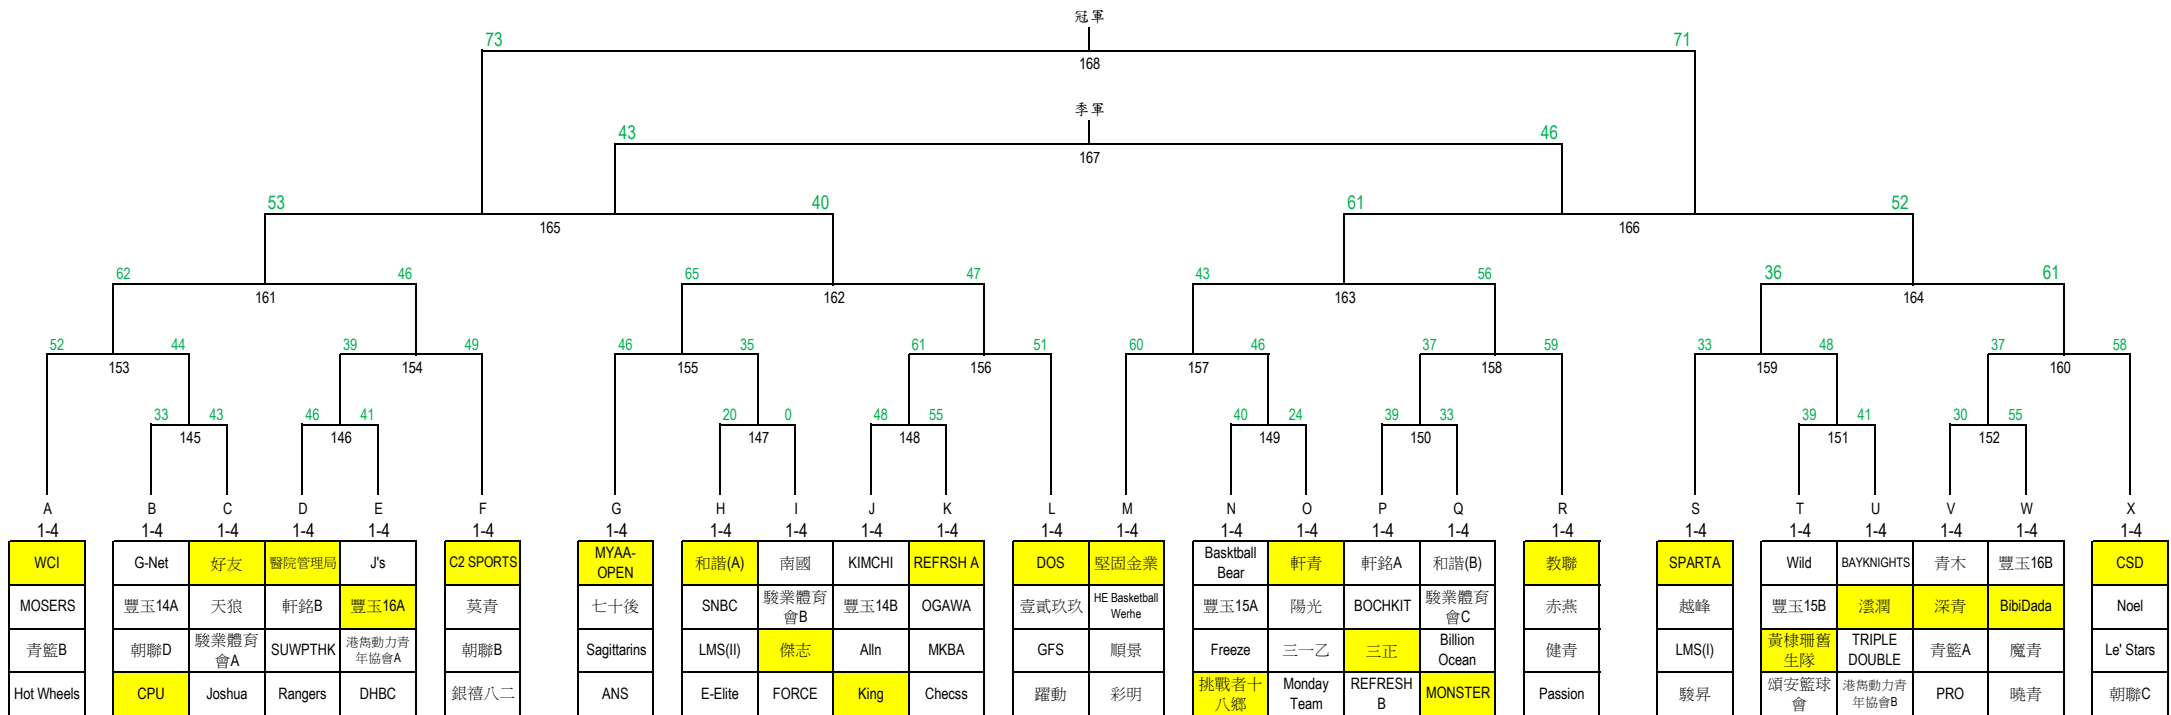 冠軍
73 71
168
季軍
43 46
167
53 40 61 52
165 166
62 46 65 47 43 56 36 61
161 162 163 164
52 44 39 49 46 35 61 51 60 46 37 59 33 48 37 58
153 154 155 156 157 158 159 160
33 43 46 41 20 0 48 55 40 24 39 33 39 41 30 55
145 146 147 148 149 150 151 152
A B C D E F G H I J K L M N O P Q R S T U V W X
1-4 1-4 1-4 1-4 1-4 1-4 1-4 1-4 1-4 1-4 1-4 1-4 1-4 1-4 1-4 1-4 1-4 1-4 1-4 1-4 1-4 1-4 1-4 1-4
WCI G-Net 好友 醫院管理局 J's C2 SPORTS MYAA-OPEN 和諧(A) 南國 KIMCHI REFRSH A DOS 堅固金業 Basktball Bear 軒青 軒銘A 和諧(B) 教聯 SPARTA Wild BAYKNIGHTS 青木 豐玉16B CSD
MOSERS 豐玉14A 天狼 軒銘B 豐玉16A 莫青 七十後 SNBC 駿業體育會B 豐玉14B OGAWA 壹貳玖玖 HE Basketball Werhe 豐玉15A 陽光 BOCHKIT 駿業體育會C 赤燕 越峰 豐玉15B 澐潤 深青 BibiDada Noel
青籃B 朝聯D 駿業體育會A SUWPTHK 港雋動力青年協會A 朝聯B Sagittarins LMS(II) 傑志 Alln MKBA GFS 順景 Freeze 三一乙 三正 Billion Ocean 健青 LMS(I) 黃棣珊舊生隊 TRIPLE DOUBLE 青籃A 魔青 Le' Stars
Hot Wheels CPU Joshua Rangers DHBC 銀禧八二 ANS E-Elite FORCE King Checss 躍動 彩明 挑戰者十八鄉 Monday Team REFRESH B MONSTER Passion 駿昇 頌安籃球會 港雋動力青年協會B PRO 曉青 朝聯C